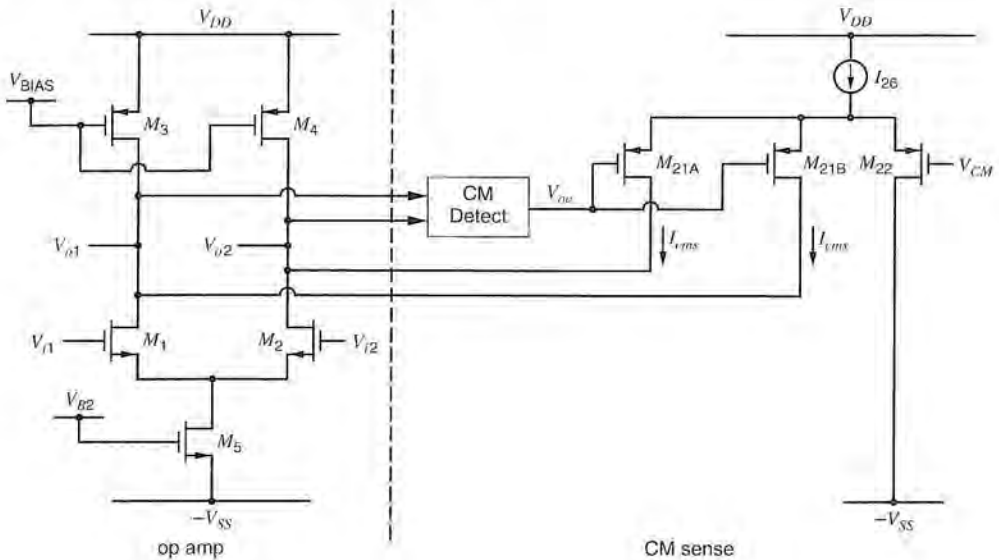 V_DD
V_BIAS
M_3
M_4
V_o1
V_o2
V_i1
M_1
M_2
V_i2
V_B2
M_5
-V_SS
op amp
CM
Detect
V_oc
V_DD
I_26
M_21A
M_21B
M_22
V_CM
I_cms
I_cms
-V_SS
CM sense